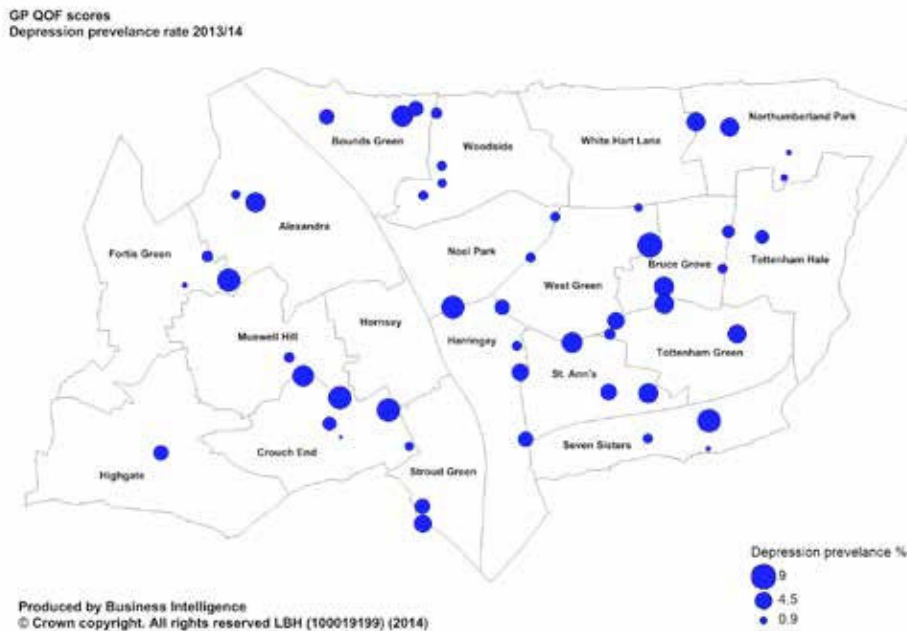 GP QOF scores
Depression prevelance rate 2013/14
Northumberland Park
Bounds Green
Woodside
White Hart Lane
Alexandra
Fortis Green
Noel Park
Bruce Grove
Tottenham Hale
West Green
Muswell Hill
Hornsey
Harringay
Tottenham Green
St. Ann's
Seven Sisters
Crouch End
Highgate
Stroud Green
Depression prevelance %
9
4.5
0.9
Produced by Business Intelligence
© Crown copyright. All rights reserved LBH (100019199) (2014)